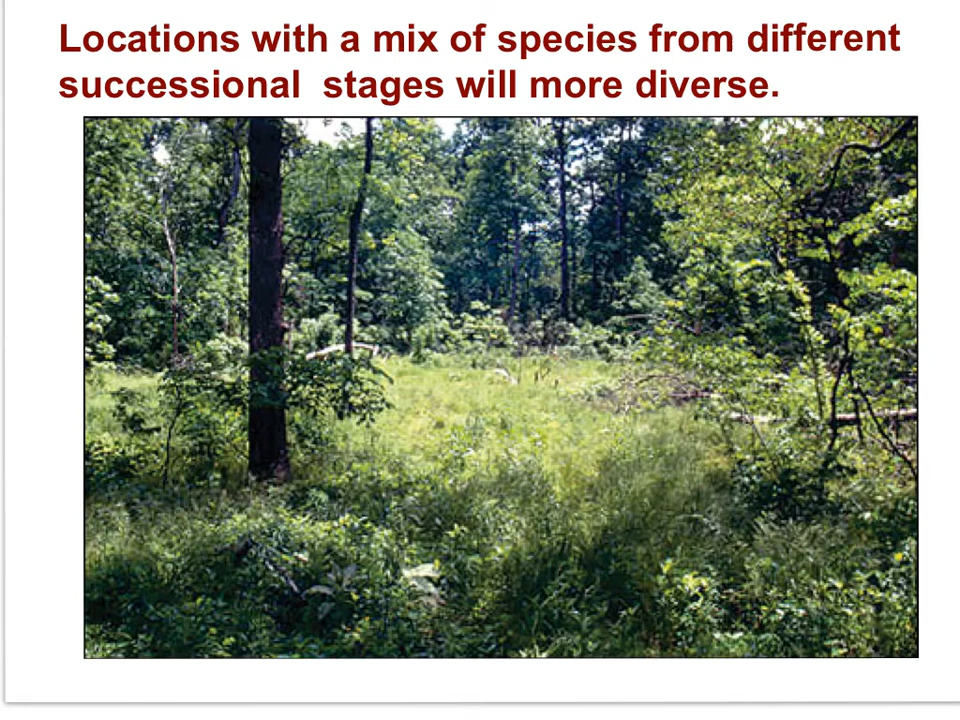 Locations with a mix of species from different
successional stages will more diverse.